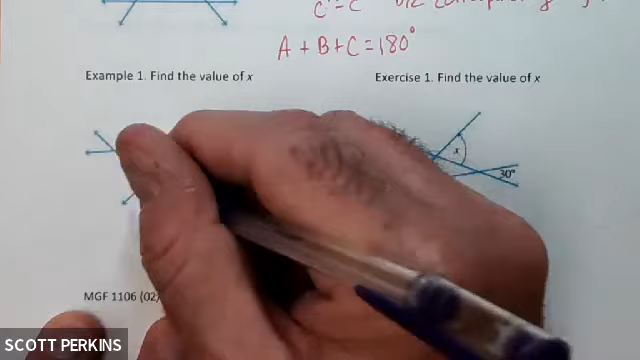 C = C
A + B + C = 180°
Example 1. Find the value of x
Exercise 1. Find the value of x
x
30°
MGF 1106 (02)
SCOTT PERKINS